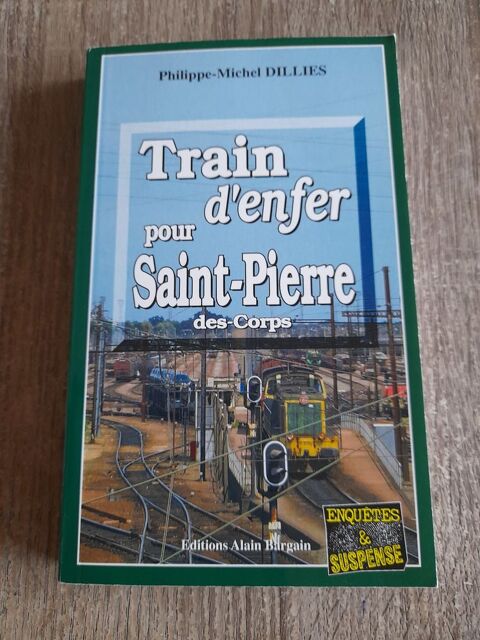 Philippe-Michel DILLIES
Train
d'enfer
pour
Saint-Pierre
des-Corps
Editions Alain Bargain
ENQUÊTES
&
SUSPENSE